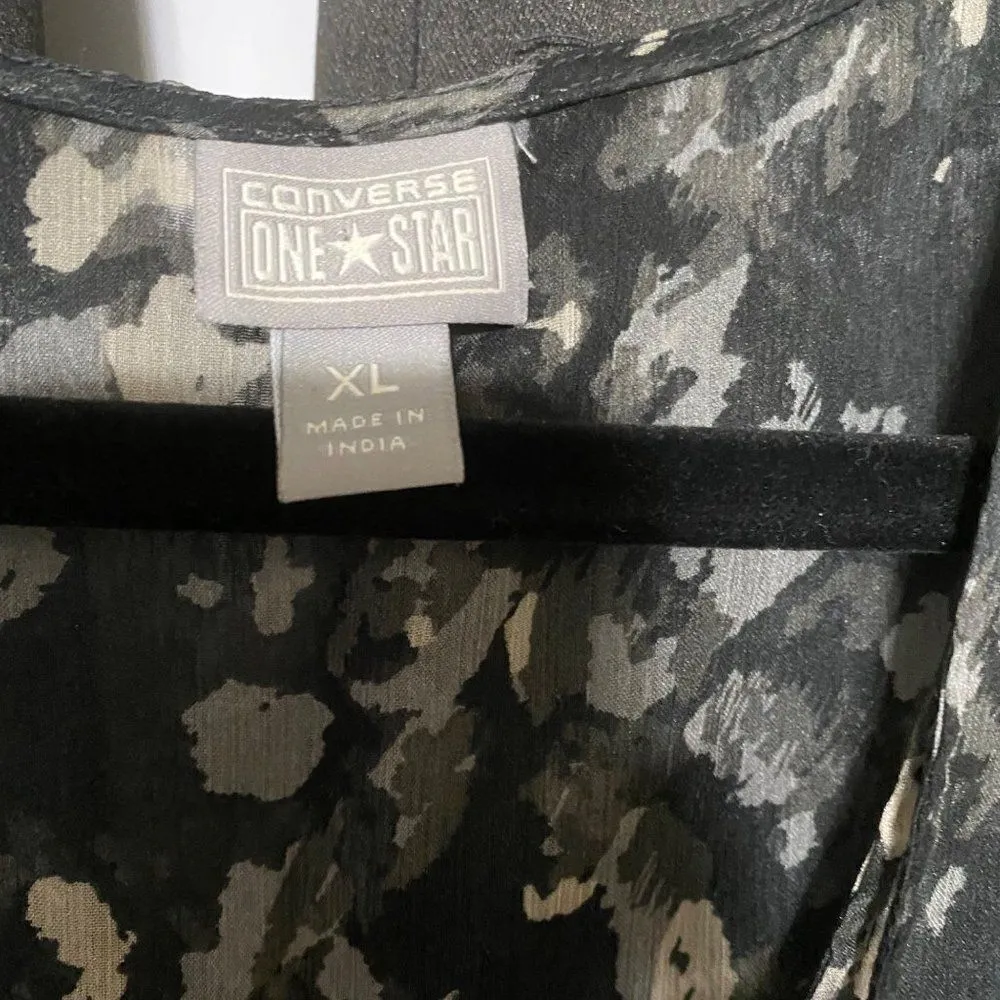 CONVERSE
ONE★STAR
XL
MADE IN
INDIA